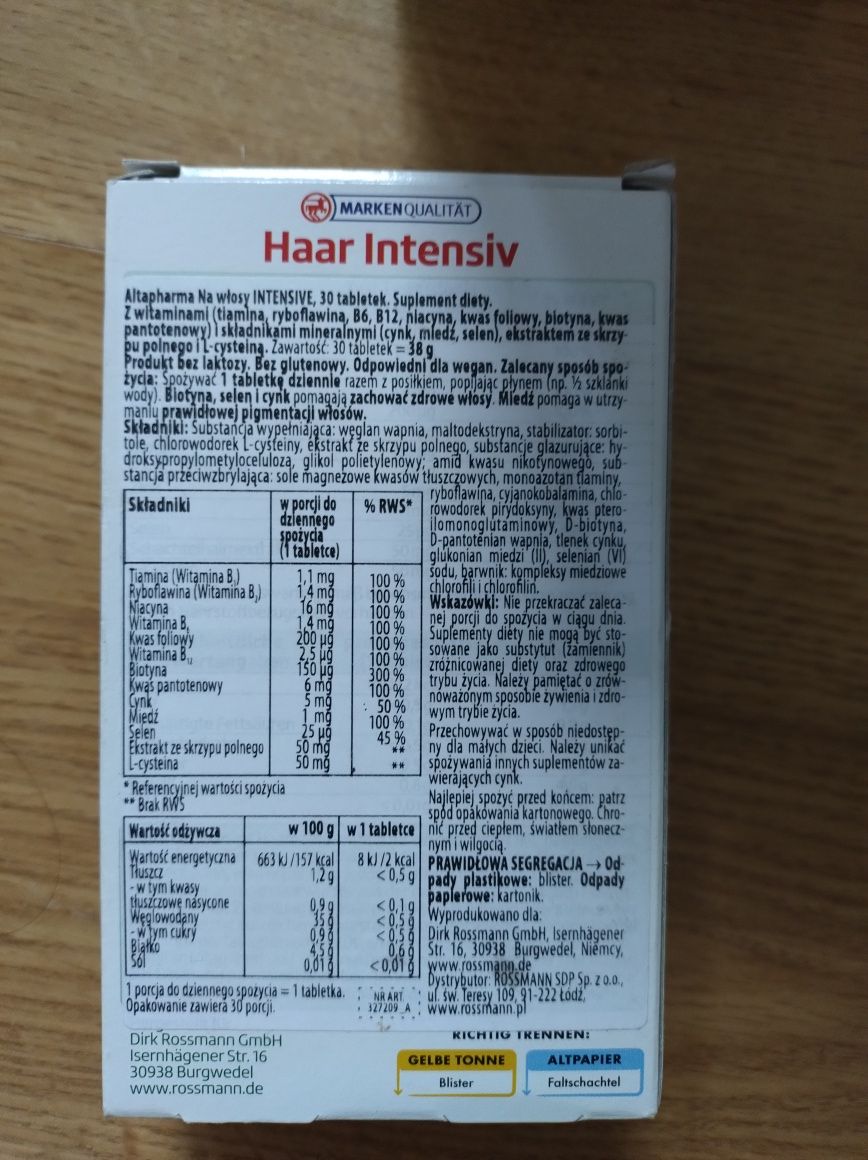 MARKENQUALITÄT
Haar Intensiv
Altapharma Na włosy INTENSIVE, 30 tabletek. Suplement diety.
Z witaminami (tiamina, ryboflawina, B6, B12, niacyna, kwas foliowy, biotyna, kwas
pantotenowy) i składnikami mineralnymi (cynk, miedź, selen), ekstraktem ze skrzy-
pu polnego i L-cysteiną. Zawartość: 30 tabletek = 38 g
Produkt bez laktozy. Bez glutenowy. Odpowiedni dla wegan. Zalecany sposób spo-
życia: Spożywać 1 tabletkę dziennie razem z posiłkiem, popijając płynem (np. ½ szklanki
wody). Biotyna, selen i cynk pomagają zachować zdrowe włosy. Miedź pomaga w utrzy-
maniu prawidłowej pigmentacji włosów.
Składniki: Substancja wypełniająca: węglan wapnia, maltodekstryna, stabilizator: sorbi-
tole, chlorowodorek L-cysteiny, ekstrakt ze skrzypu polnego, substancje glazurujące: hy-
droksypropylometyloceluloza, glikol polietylenowy; amid kwasu nikotynowego, sub-
stancja przeciwzbrylająca: sole magnezowe kwasów tłuszczowych, monoazotan tiaminy,
ryboflawina, cyjanokobalamina, chlo-
rowodorek pirydoksyny, kwas ptero-
ilomonoglutaminowy, D-biotyna,
D-pantotenian wapnia, tlenek cynku,
glukonian miedzi (II), selenian (VI)
sodu, barwnik: kompleksy miedziowe
chlorofili i chlorofilin.
Wskazówki: Nie przekraczać zaleca-
nej porcji do spożycia w ciągu dnia.
Suplementy diety nie mogą być sto-
sowane jako substytut (zamiennik)
zróżnicowanej diety oraz zdrowego
trybu życia. Należy pamiętać o zrów-
noważonym sposobie żywienia i zdro-
wym trybie życia.
Przechowywać w sposób niedostęp-
ny dla małych dzieci. Należy unikać
spożywania innych suplementów za-
wierających cynk.
Najlepiej spożyć przed końcem: patrz
spód opakowania kartonowego. Chro-
nić przed ciepłem, światłem słonecz-
nym i wilgocią.
PRAWIDŁOWA SEGREGACJA → Od-
pady plastikowe: blister. Odpady
papierowe: kartonik.
Wyprodukowano dla:
Dirk Rossmann GmbH, Isernhägener
Str. 16, 30938 Burgwedel, Niemcy,
www.rossmann.de
Dystrybutor: ROSSMANN SDP Sp. z o.o.,
ul. św. Teresy 109, 91-222 Łódź,
www.rossmann.pl
Składniki w porcji do % RWS*
dziennego
spożycia
(1 tabletce)
Tiamina (Witamina B₁) 1,1 mg 100 %
Ryboflawina (Witamina B₂) 1,4 mg 100 %
Niacyna 16 mg 100 %
Witamina B₆ 1,4 mg 100 %
Kwas foliowy 200 µg 100 %
Witamina B₁₂ 2,5 µg 100 %
Biotyna 150 µg 300 %
Kwas pantotenowy 6 mg 100 %
Cynk 5 mg 50 %
Miedź 1 mg 100 %
Selen 25 µg 45 %
Ekstrakt ze skrzypu polnego 50 mg **
L-cysteina 50 mg **
* Referencyjnej wartości spożycia
** Brak RWS
Wartość odżywcza w 100 g w 1 tabletce
Wartość energetyczna 663 kJ /157 kcal 8 kJ /2 kcal
Tłuszcz 1,2 g < 0,5 g
- w tym kwasy
tłuszczowe nasycone 0,9 g < 0,1 g
Węglowodany 35 g < 0,5 g
- w tym cukry 0,9 g < 0,5 g
Białko 4,5 g 0,6 g
Sól 0,01 g < 0,01 g
1 porcja do dziennego spożycia = 1 tabletka.
Opakowanie zawiera 30 porcji.
NR ART.
327209_A
Dirk Rossmann GmbH
Isernhägener Str. 16
30938 Burgwedel
www.rossmann.de
RICHTIG TRENNEN:
GELBE TONNE
Blister
ALTPAPIER
Faltschachtel